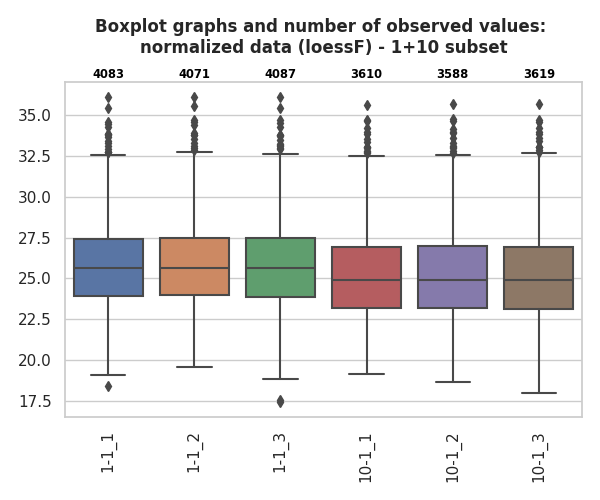 Boxplot graphs and number of observed values:
normalized data (loessF) - 1+10 subset
4083 4071 4087 3610 3588 3619
35.0
32.5
30.0
27.5
25.0
22.5
20.0
17.5
1-1_1 1-1_2 1-1_3 10-1_1 10-1_2 10-1_3